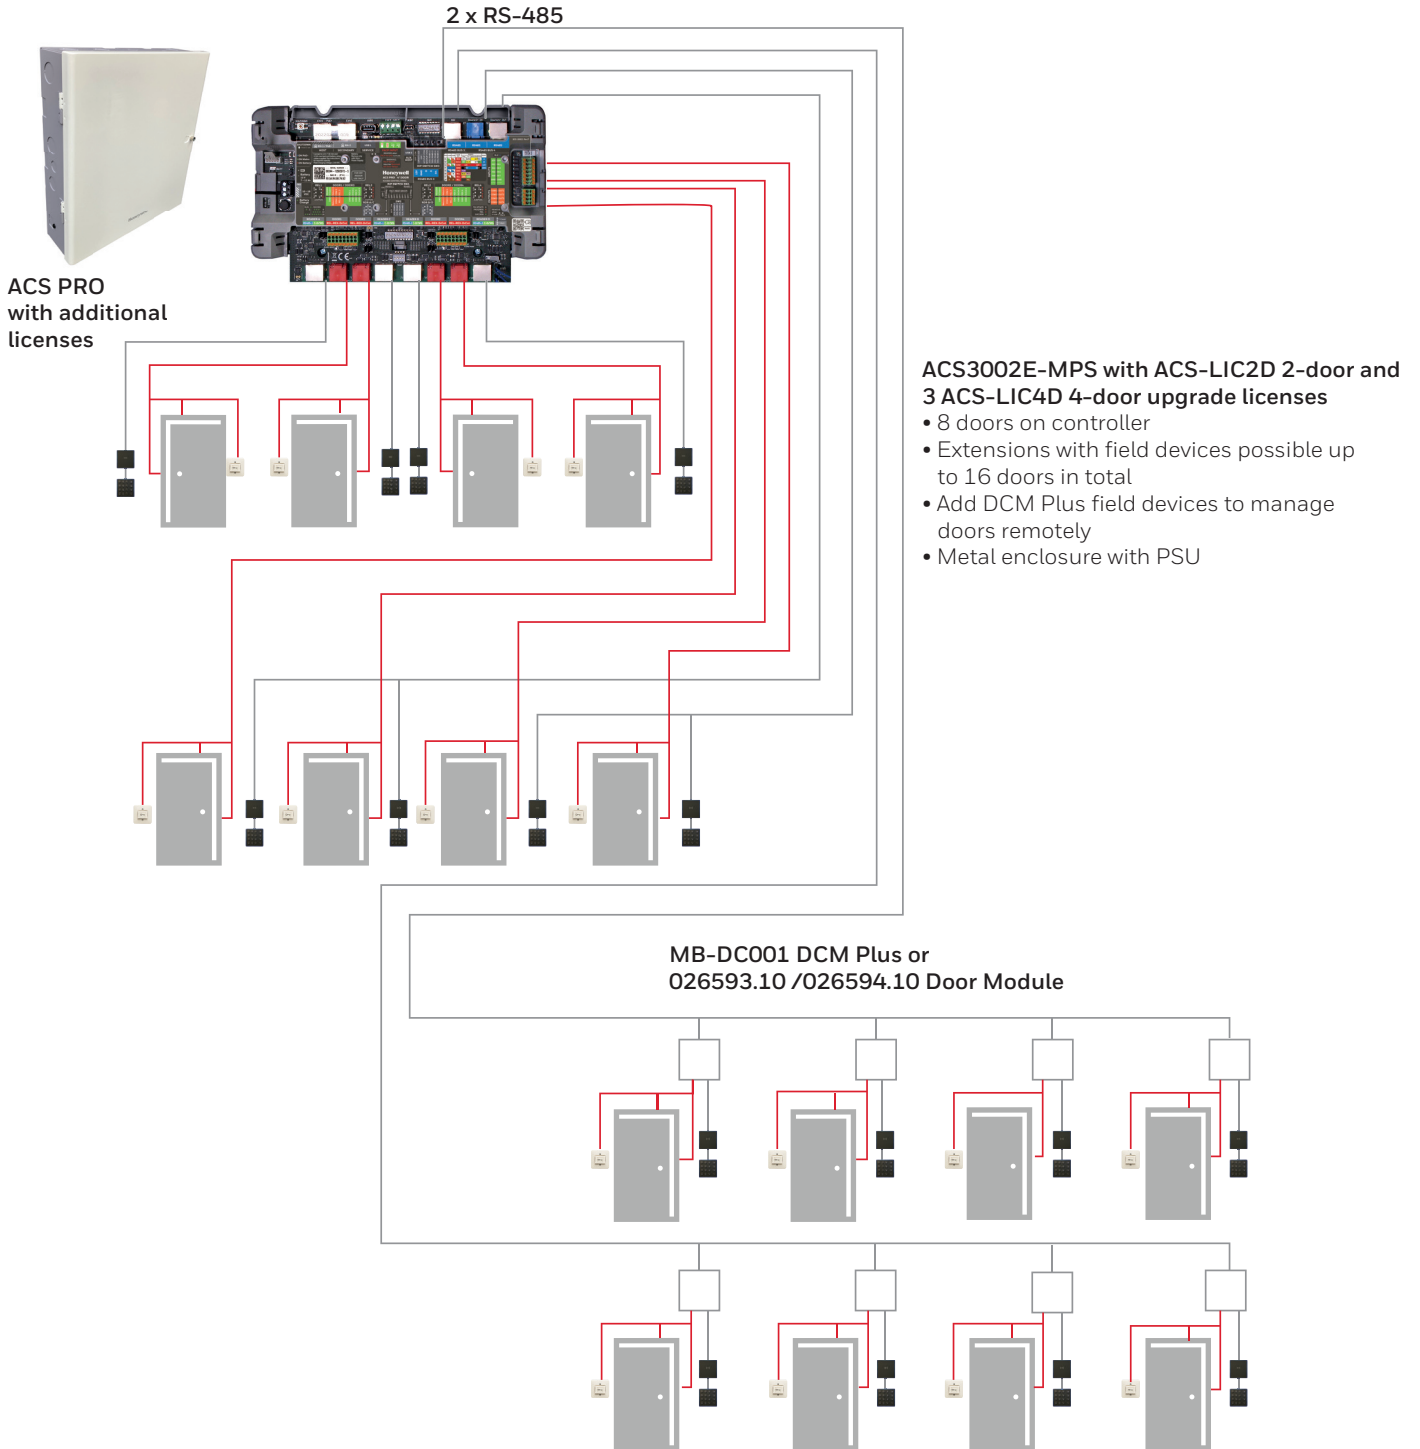 2 x RS-485
Honeywell
ACS PRO
with additional
licenses
ACS3002E-MPS with ACS-LIC2D 2-door and
3 ACS-LIC4D 4-door upgrade licenses
• 8 doors on controller
• Extensions with field devices possible up
to 16 doors in total
• Add DCM Plus field devices to manage
doors remotely
• Metal enclosure with PSU
MB-DC001 DCM Plus or
026593.10 /026594.10 Door Module